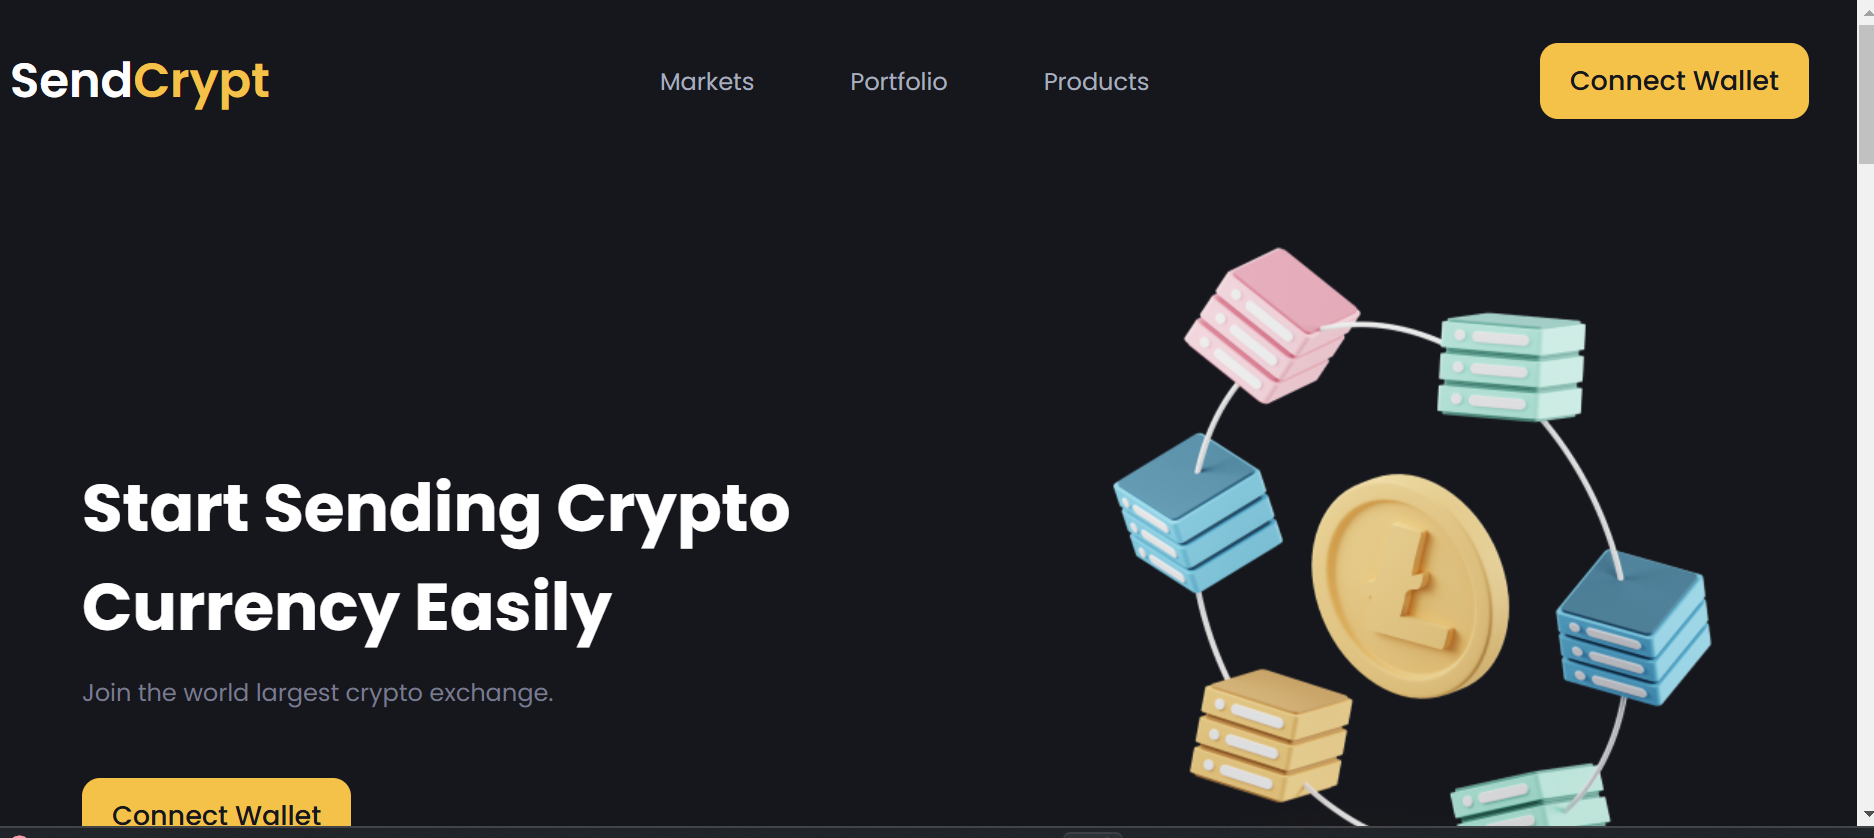 SendCrypt
Markets
Portfolio
Products
Connect Wallet
Start Sending Crypto
Currency Easily
Join the world largest crypto exchange.
Connect Wallet